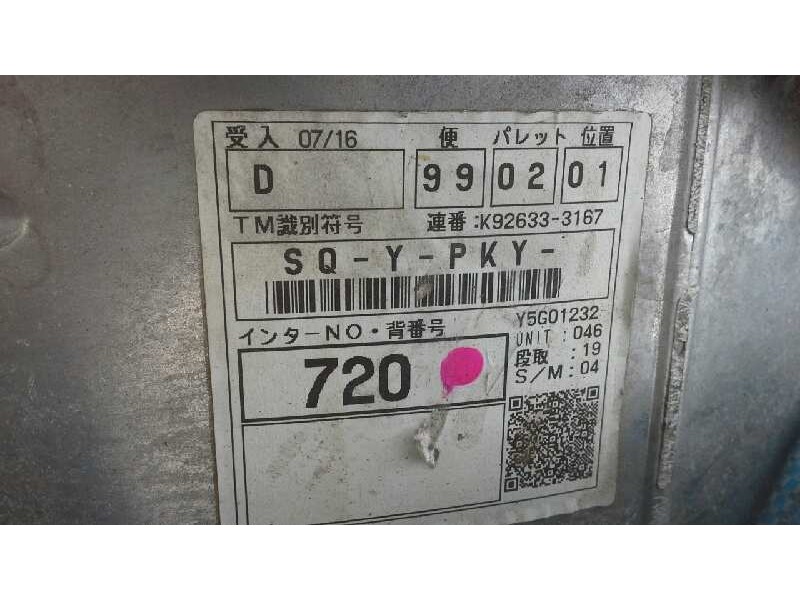 受入 07/16 便 パレット 位置
D 99 02 01
TM識別符号 連番:K92633-3167
SQ-Y-PKY-
インターNO・背番号 Y5G01232
UNIT:046
720 段取:19
S/M:04